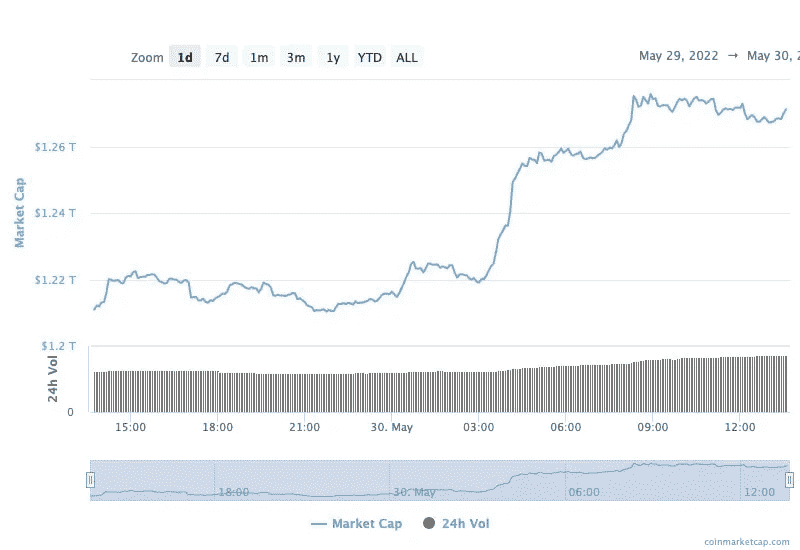 Zoom 1d 7d 1m 3m 1y YTD ALL May 29, 2022 → May 30, 2
$1.26 T
$1.24 T
$1.22 T
$1.2 T
Market Cap
24h Vol
0
15:00 18:00 21:00 30. May 03:00 06:00 09:00 12:00
18:00 30. May 06:00 12:00
Market Cap 24h Vol
coinmarketcap.com